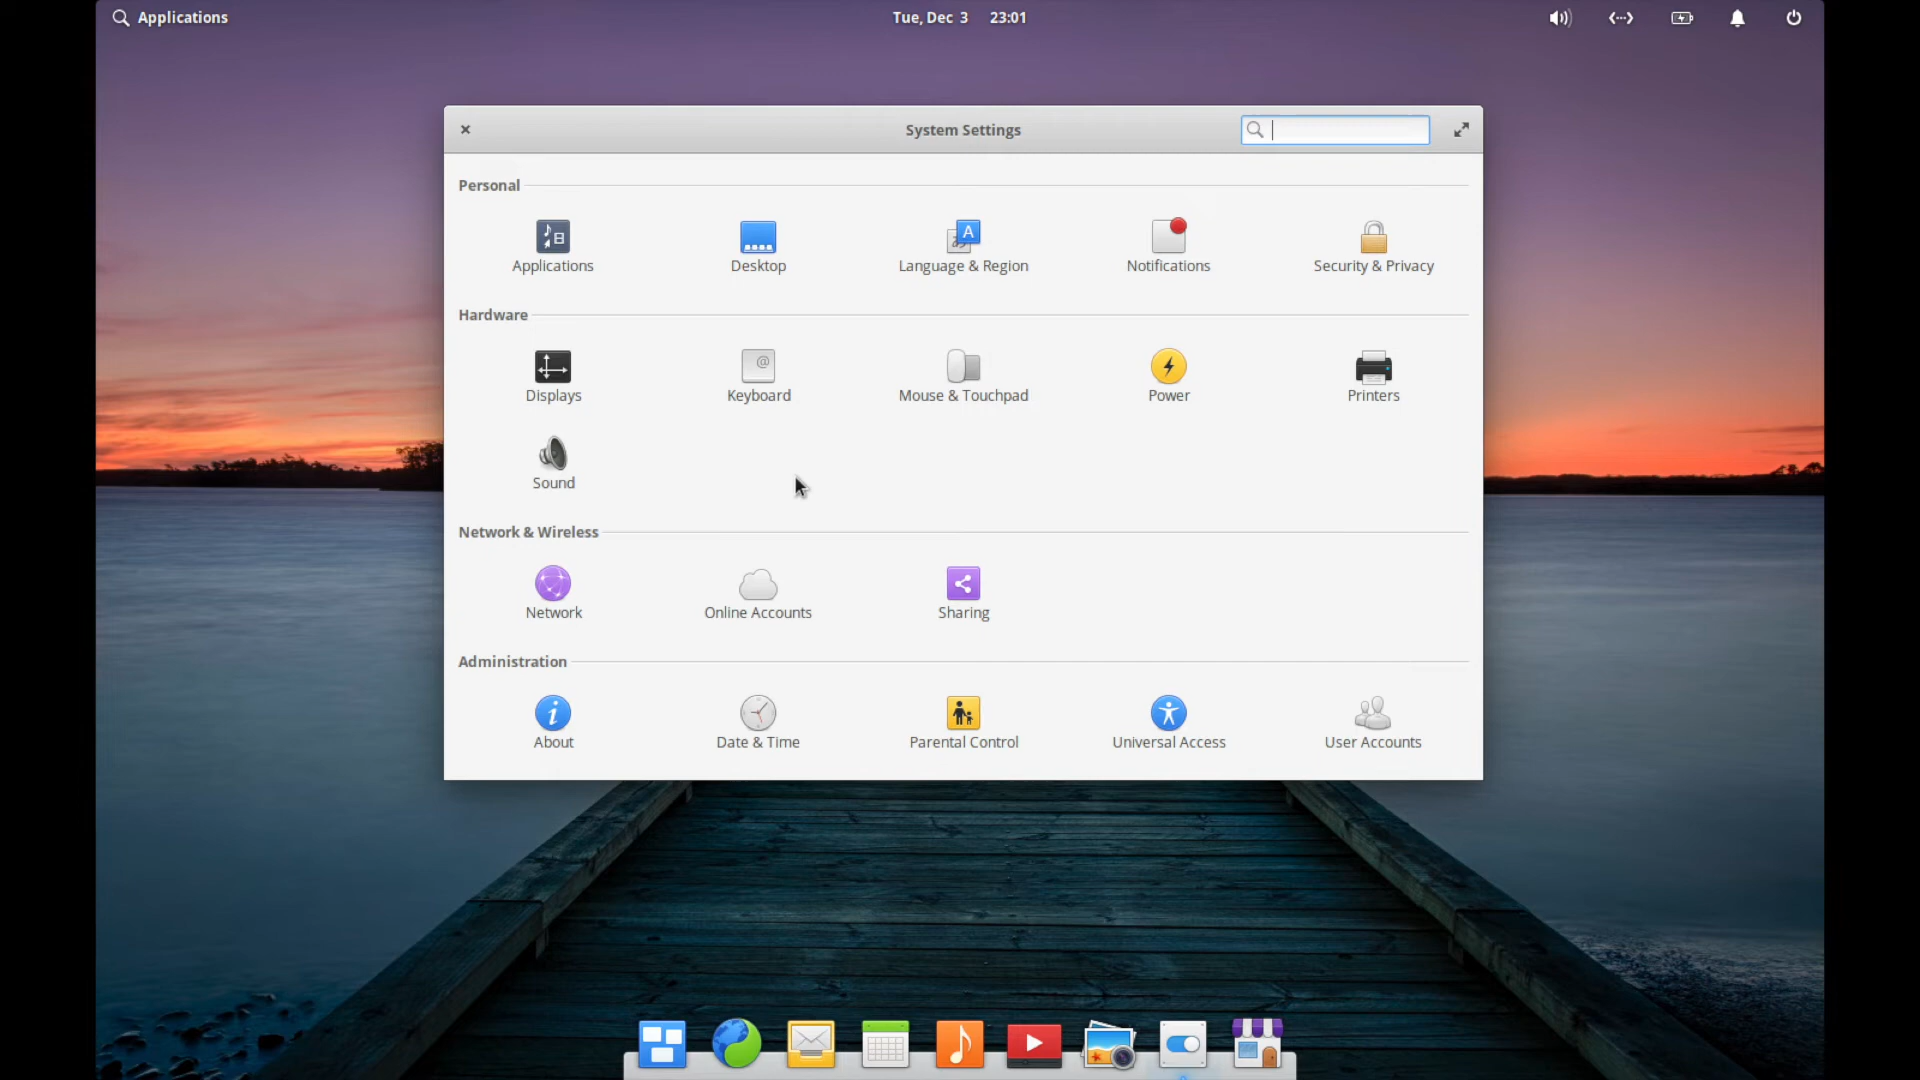 Applications
Tue, Dec 3 23:01
System Settings
Personal
Applications
Desktop
Language & Region
Notifications
Security & Privacy
Hardware
Displays
Keyboard
Mouse & Touchpad
Power
Printers
Sound
Network & Wireless
Network
Online Accounts
Sharing
Administration
About
Date & Time
Parental Control
Universal Access
User Accounts